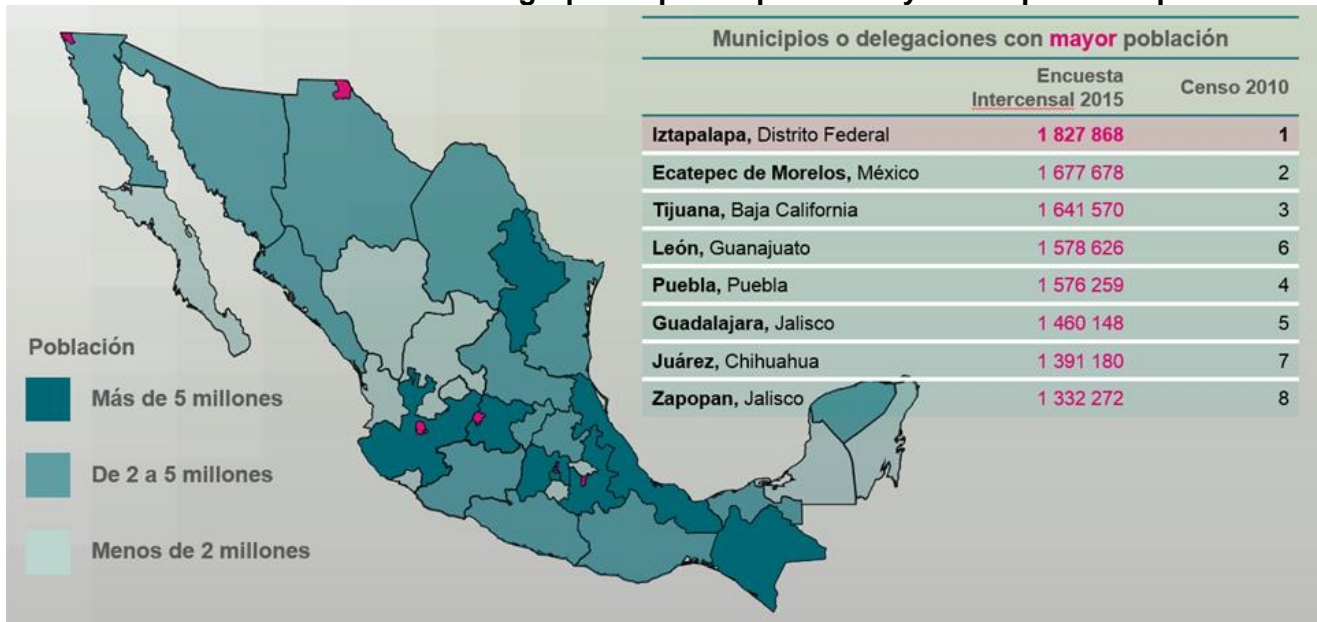 Municipios o delegaciones con mayor población
Encuesta
Intercensal 2015
Censo 2010
Iztapalapa, Distrito Federal 1 827 868 1
Ecatepec de Morelos, México 1 677 678 2
Tijuana, Baja California 1 641 570 3
León, Guanajuato 1 578 626 6
Puebla, Puebla 1 576 259 4
Guadalajara, Jalisco 1 460 148 5
Juárez, Chihuahua 1 391 180 7
Zapopan, Jalisco 1 332 272 8
Población
Más de 5 millones
De 2 a 5 millones
Menos de 2 millones